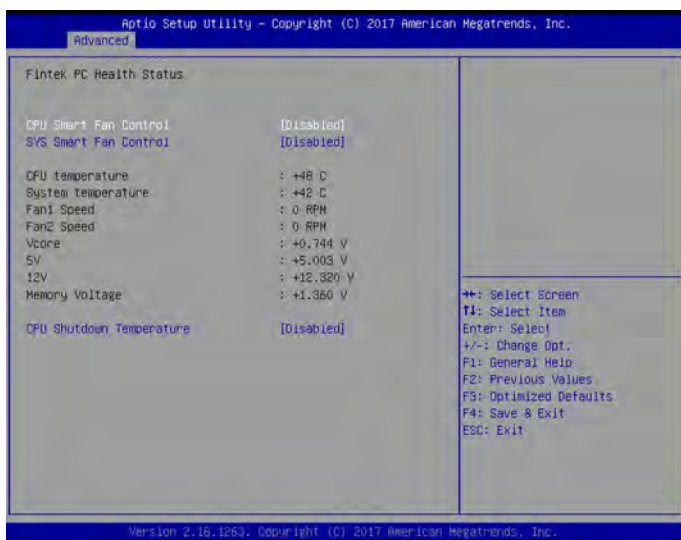 Aptio Setup Utility – Copyright (C) 2017 American Megatrends, Inc.
Advanced
Fintek PC Health Status
CPU Smart Fan Control [Disabled]
SYS Smart Fan Control [Disabled]
CPU temperature : +48 C
System temperature : +42 C
Fan1 Speed : 0 RPM
Fan2 Speed : 0 RPM
Vcore : +0.744 V
5V : +5.003 V
12V : +12.320 V
Memory Voltage : +1.360 V
CPU Shutdown Temperature [Disabled]
→←: Select Screen
↑↓: Select Item
Enter: Select
+/-: Change Opt.
F1: General Help
F2: Previous Values
F3: Optimized Defaults
F4: Save & Exit
ESC: Exit
Version 2.18.1263. Copyright (C) 2017 American Megatrends, Inc.